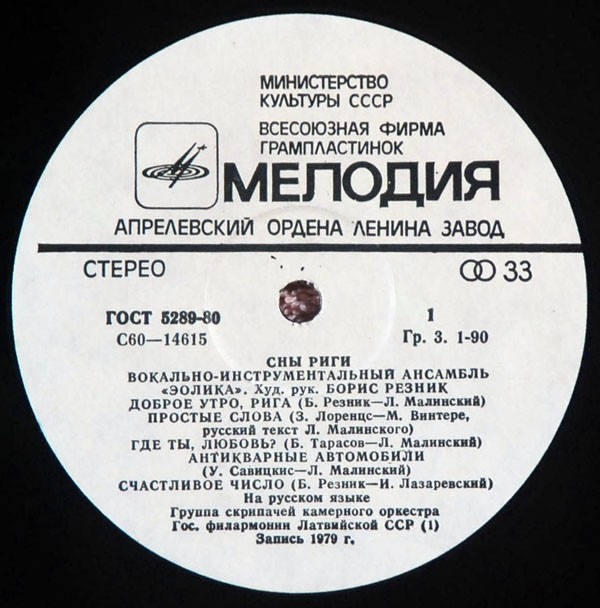 МИНИСТЕРСТВО
КУЛЬТУРЫ СССР
ВСЕСОЮЗНАЯ ФИРМА
ГРАМПЛАСТИНОК
МЕЛОДИЯ
АПРЕЛЕВСКИЙ ОРДЕНА ЛЕНИНА ЗАВОД
СТЕРЕО 33
ГОСТ 5289-80 1
С60—14615 Гр. 3. 1-90
СНЫ РИГИ
ВОКАЛЬНО-ИНСТРУМЕНТАЛЬНЫЙ АНСАМБЛЬ
«ЭОЛИКА». Худ. рук. БОРИС РЕЗНИК
ДОБРОЕ УТРО, РИГА (Б. Резник—Л. Малинский)
ПРОСТЫЕ СЛОВА (З. Лоренцс—М. Винтере,
русский текст Л. Малинского)
ГДЕ ТЫ, ЛЮБОВЬ? (Б. Тарасов—Л. Малинский)
АНТИКВАРНЫЕ АВТОМОБИЛИ
(У. Савицкис—Л. Малинский)
СЧАСТЛИВОЕ ЧИСЛО (Б. Резник—И. Лазаревский)
На русском языке
Группа скрипачей камерного оркестра
Гос. филармонии Латвийской ССР (1)
Запись 1979 г.